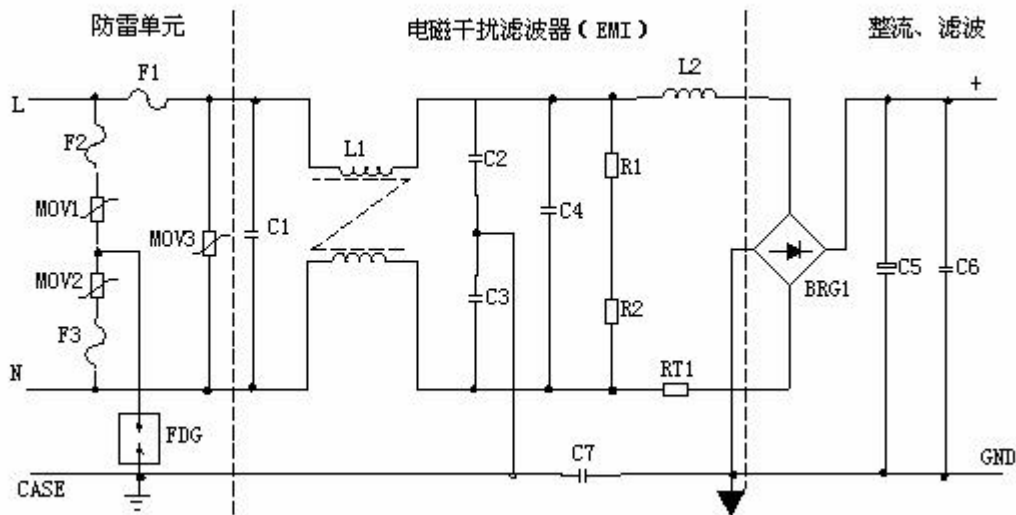 防雷单元
电磁干扰滤波器（EMI）
整流、滤波
L
F1
L2
+
F2
L1
C2
R1
MOV1
MOV3
C1
C4
MOV2
C3
R2
BRG1
C5
C6
F3
N
RT1
FDG
C7
GND
CASE